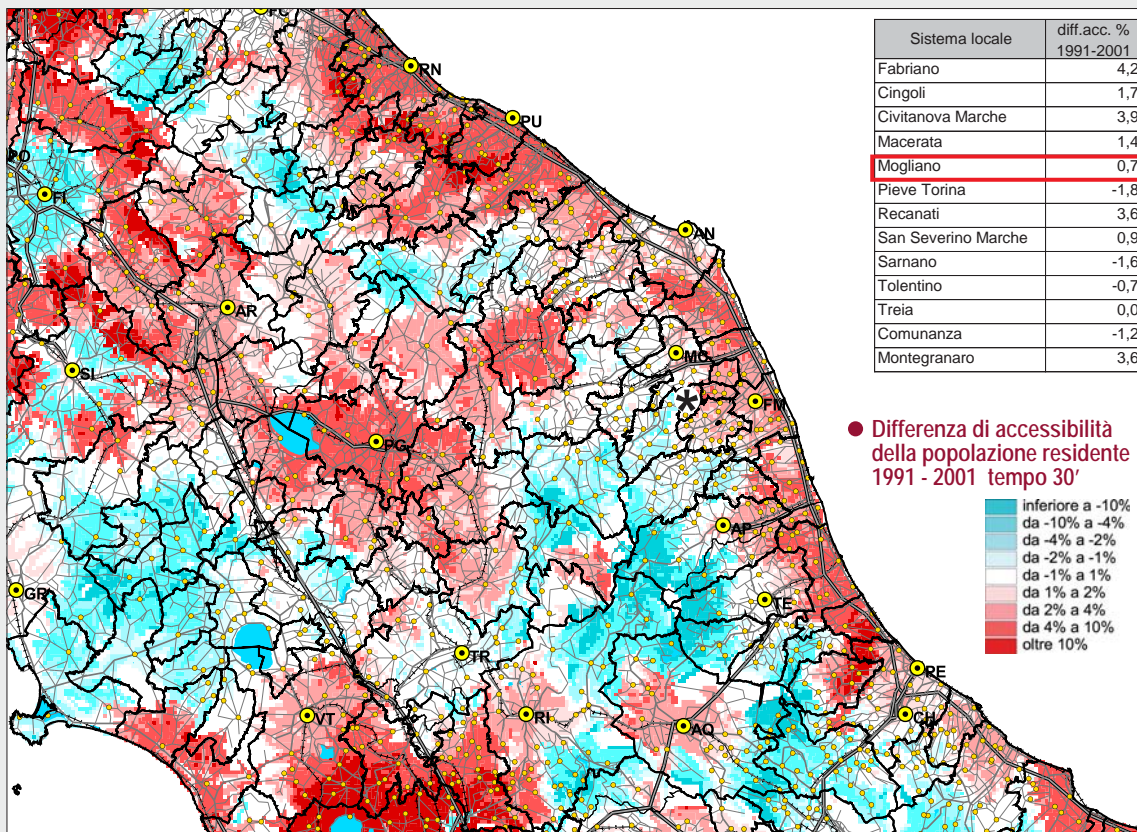 Sistema locale diff.acc. % 1991-2001
Fabriano 4,2
Cingoli 1,7
Civitanova Marche 3,9
Macerata 1,4
Mogliano 0,7
Pieve Torina -1,8
Recanati 3,6
San Severino Marche 0,9
Sarnano -1,6
Tolentino -0,7
Treia 0,0
Comunanza -1,2
Montegranaro 3,6
● Differenza di accessibilità
della popolazione residente
1991 - 2001 tempo 30'
inferiore a -10%
da -10% a -4%
da -4% a -2%
da -2% a -1%
da -1% a 1%
da 1% a 2%
da 2% a 4%
da 4% a 10%
oltre 10%
RN
PU
FI
AN
AR
MC
SI
*
FM
PG
AP
GR
TE
TR
PE
VT
RI
AQ
CH